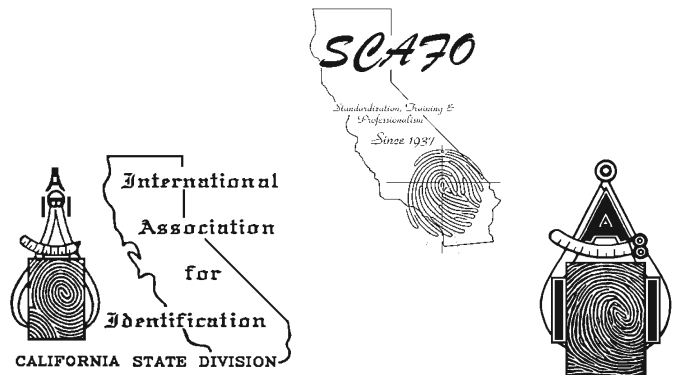 SCAFO
Standardization, Training &
Professionalism
Since 1937
International
Association
for
Identification
CALIFORNIA STATE DIVISION
A